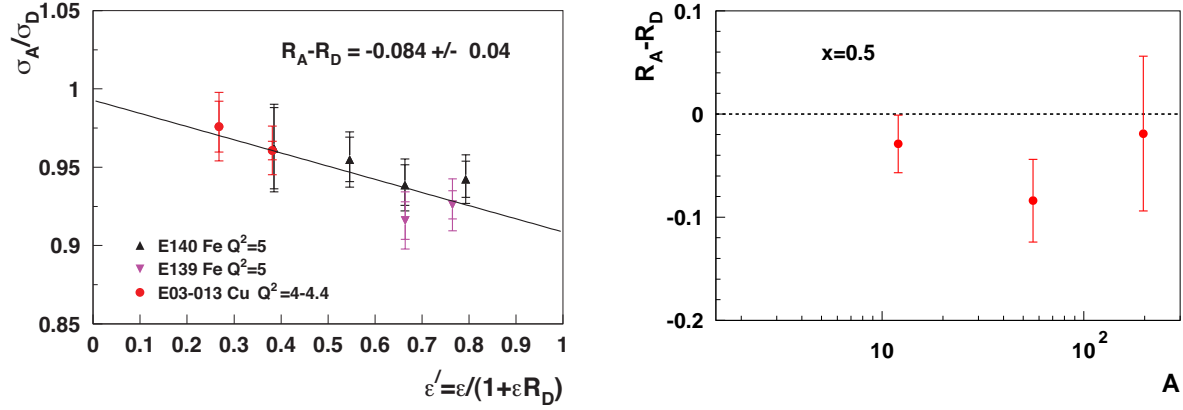 σ_A/σ_D
1.05
1
0.95
0.9
0.85
R_A-R_D = -0.084 +/- 0.04
E140 Fe Q²=5
E139 Fe Q²=5
E03-013 Cu Q²=4-4.4
0 0.1 0.2 0.3 0.4 0.5 0.6 0.7 0.8 0.9 1
ε′=ε/(1+εR_D)
R_A-R_D
0.1
0
-0.1
-0.2
x=0.5
10 10²
A